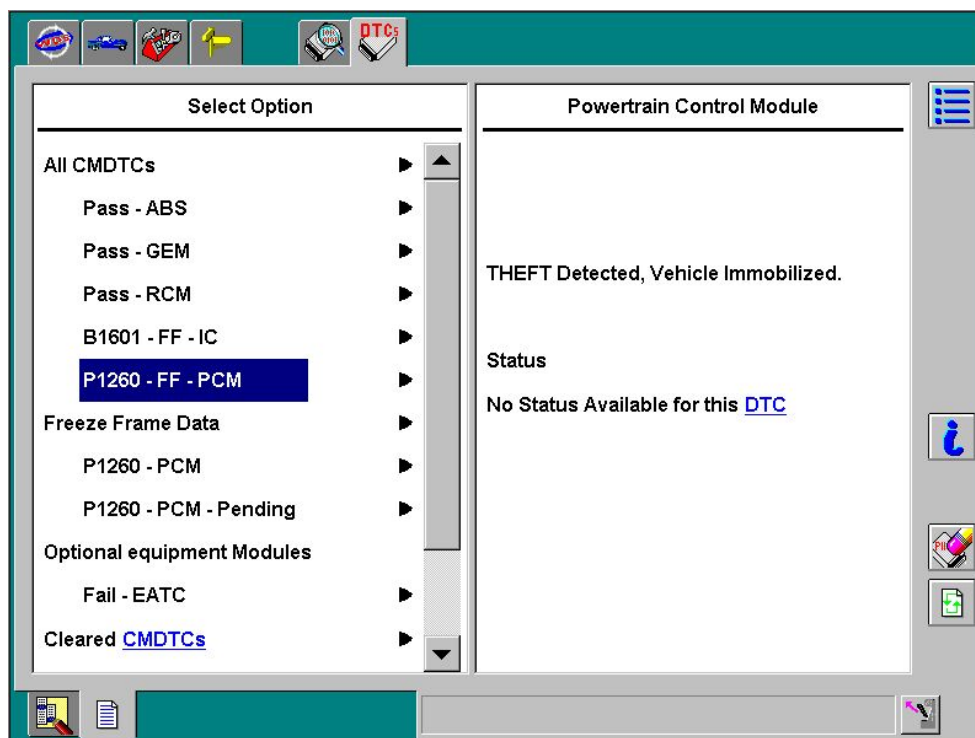 DTCs
Select Option
All CMDTCs
Pass - ABS
Pass - GEM
Pass - RCM
B1601 - FF - IC
P1260 - FF - PCM
Freeze Frame Data
P1260 - PCM
P1260 - PCM - Pending
Optional equipment Modules
Fail - EATC
Cleared CMDTCs
Powertrain Control Module
THEFT Detected, Vehicle Immobilized.
Status
No Status Available for this DTC